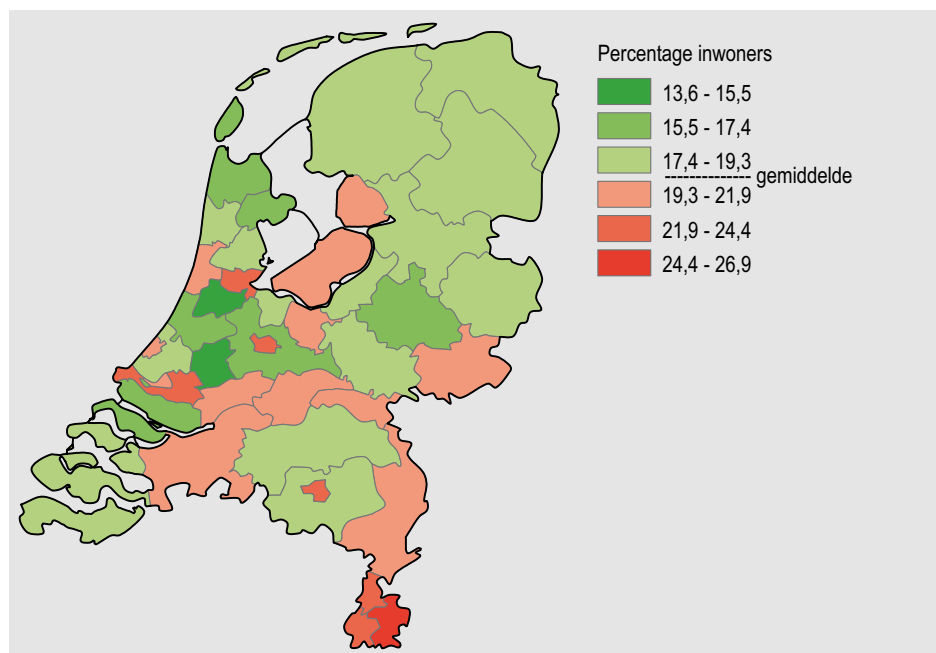 Percentage inwoners
13,6 - 15,5
15,5 - 17,4
17,4 - 19,3
---------- gemiddelde
19,3 - 21,9
21,9 - 24,4
24,4 - 26,9